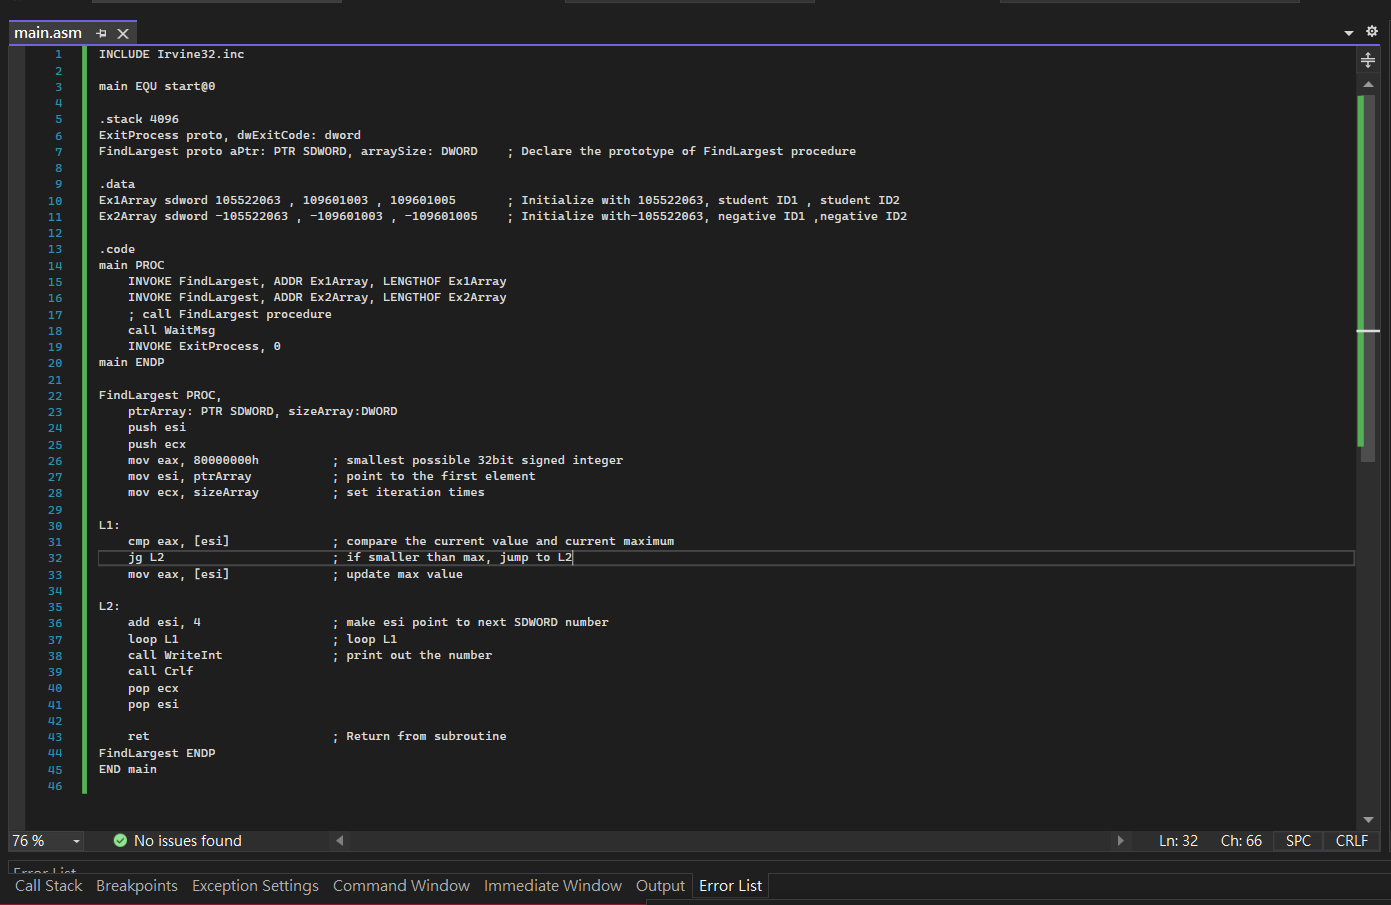 main.asm
1 INCLUDE Irvine32.inc
2
3 main EQU start@0
4
5 .stack 4096
6 ExitProcess proto, dwExitCode: dword
7 FindLargest proto aPtr: PTR SDWORD, arraySize: DWORD    ; Declare the prototype of FindLargest procedure
8
9 .data
10 Ex1Array sdword 105522063 , 109601003 , 109601005       ; Initialize with 105522063, student ID1 , student ID2
11 Ex2Array sdword -105522063 , -109601003 , -109601005    ; Initialize with-105522063, negative ID1 ,negative ID2
12
13 .code
14 main PROC
15     INVOKE FindLargest, ADDR Ex1Array, LENGTHOF Ex1Array
16     INVOKE FindLargest, ADDR Ex2Array, LENGTHOF Ex2Array
17     ; call FindLargest procedure
18     call WaitMsg
19     INVOKE ExitProcess, 0
20 main ENDP
21
22 FindLargest PROC,
23     ptrArray: PTR SDWORD, sizeArray:DWORD
24     push esi
25     push ecx
26     mov eax, 80000000h          ; smallest possible 32bit signed integer
27     mov esi, ptrArray           ; point to the first element
28     mov ecx, sizeArray          ; set iteration times
29
30 L1:
31     cmp eax, [esi]              ; compare the current value and current maximum
32     jg L2                       ; if smaller than max, jump to L2
33     mov eax, [esi]              ; update max value
34
35 L2:
36     add esi, 4                  ; make esi point to next SDWORD number
37     loop L1                     ; loop L1
38     call WriteInt               ; print out the number
39     call Crlf
40     pop ecx
41     pop esi
42
43     ret                         ; Return from subroutine
44 FindLargest ENDP
45 END main
46
76 % No issues found Ln: 32 Ch: 66 SPC CRLF
Error List
Call Stack Breakpoints Exception Settings Command Window Immediate Window Output Error List